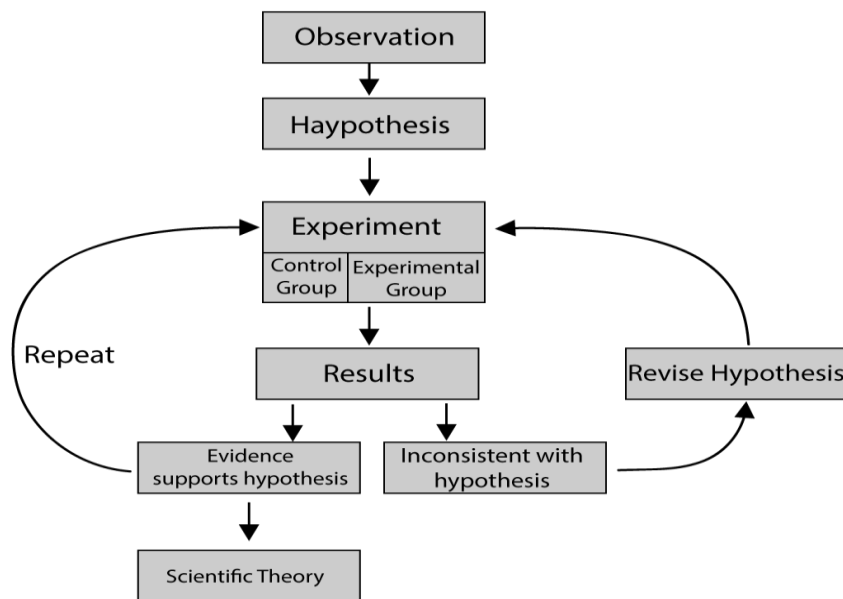 Observation
Haypothesis
Experiment
Control
Group
Experimental
Group
Repeat
Results
Revise Hypothesis
Evidence
supports hypothesis
Inconsistent with
hypothesis
Scientific Theory